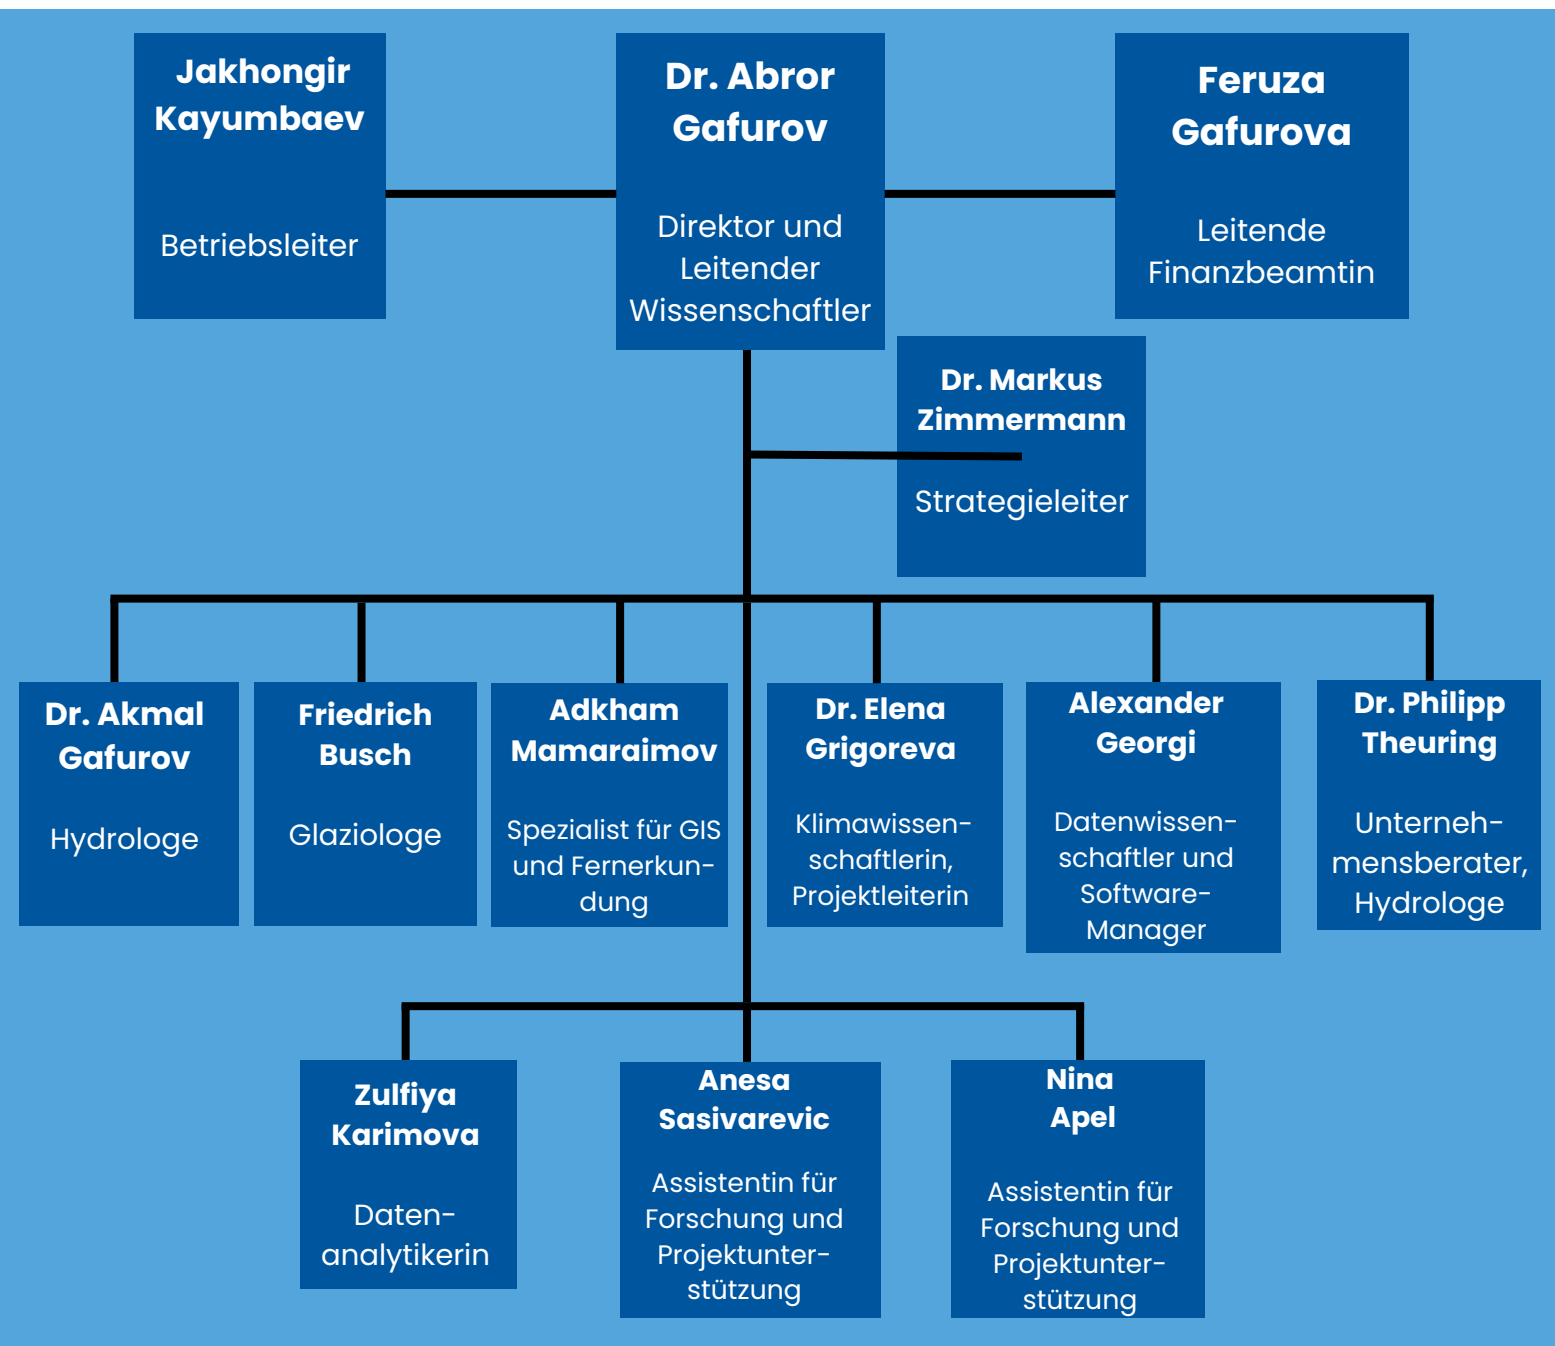 Jakhongir
Kayumbaev
Betriebsleiter
Dr. Abror
Gafurov
Direktor und
Leitender
Wissenschaftler
Feruza
Gafurova
Leitende
Finanzbeamtin
Dr. Markus
Zimmermann
Strategieleiter
Dr. Akmal
Gafurov
Hydrologe
Friedrich
Busch
Glaziologe
Adkham
Mamaraimov
Spezialist für GIS
und Fernerkun-
dung
Dr. Elena
Grigoreva
Klimawissen-
schaftlerin,
Projektleiterin
Alexander
Georgi
Datenwissen-
schaftler und
Software-
Manager
Dr. Philipp
Theuring
Unterneh-
mensberater,
Hydrologe
Zulfiya
Karimova
Daten-
analytikerin
Anesa
Sasivarevic
Assistentin für
Forschung und
Projektunter-
stützung
Nina
Apel
Assistentin für
Forschung und
Projektunter-
stützung